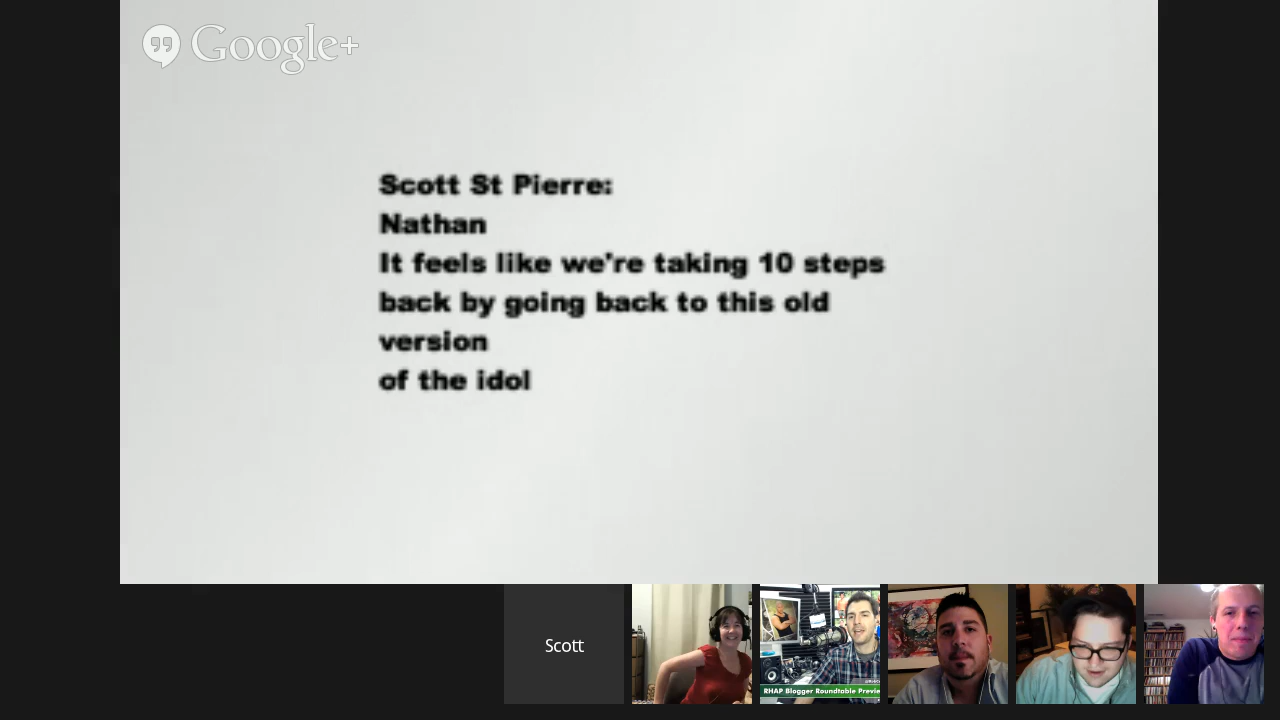 Google+
Scott St Pierre:
Nathan
It feels like we're taking 10 steps
back by going back to this old
version
of the idol
Scott
RHAP Blogger Roundtable Previe